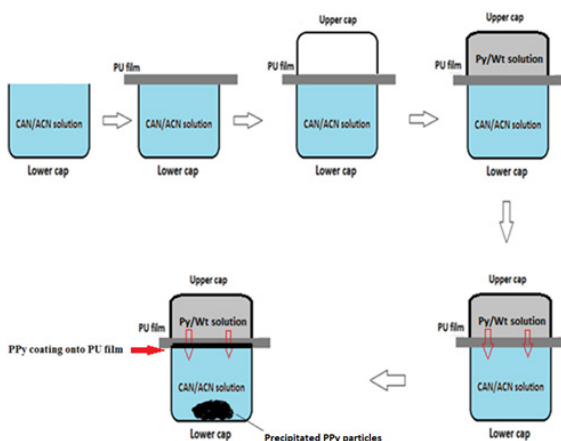 CAN/ACN solution
Lower cap
PU film
CAN/ACN solution
Lower cap
Upper cap
PU film
CAN/ACN solution
Lower cap
Upper cap
Py/Wt solution
PU film
CAN/ACN solution
Lower cap
Upper cap
Py/Wt solution
PU film
PPy coating onto PU film
CAN/ACN solution
Lower cap
Precipitated PPy particles
Upper cap
Py/Wt solution
PU film
CAN/ACN solution
Lower cap